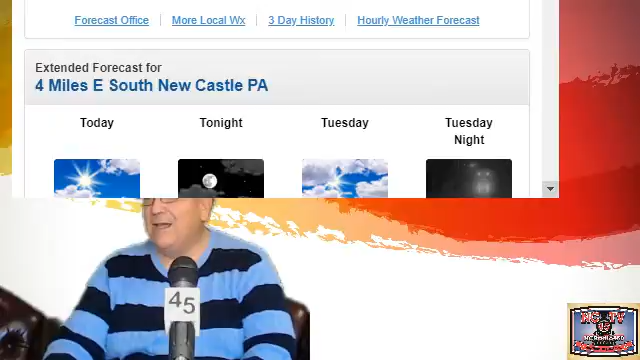 Forecast Office More Local Wx 3 Day History Hourly Weather Forecast
Extended Forecast for
4 Miles E South New Castle PA
Today Tonight Tuesday Tuesday
Night
45